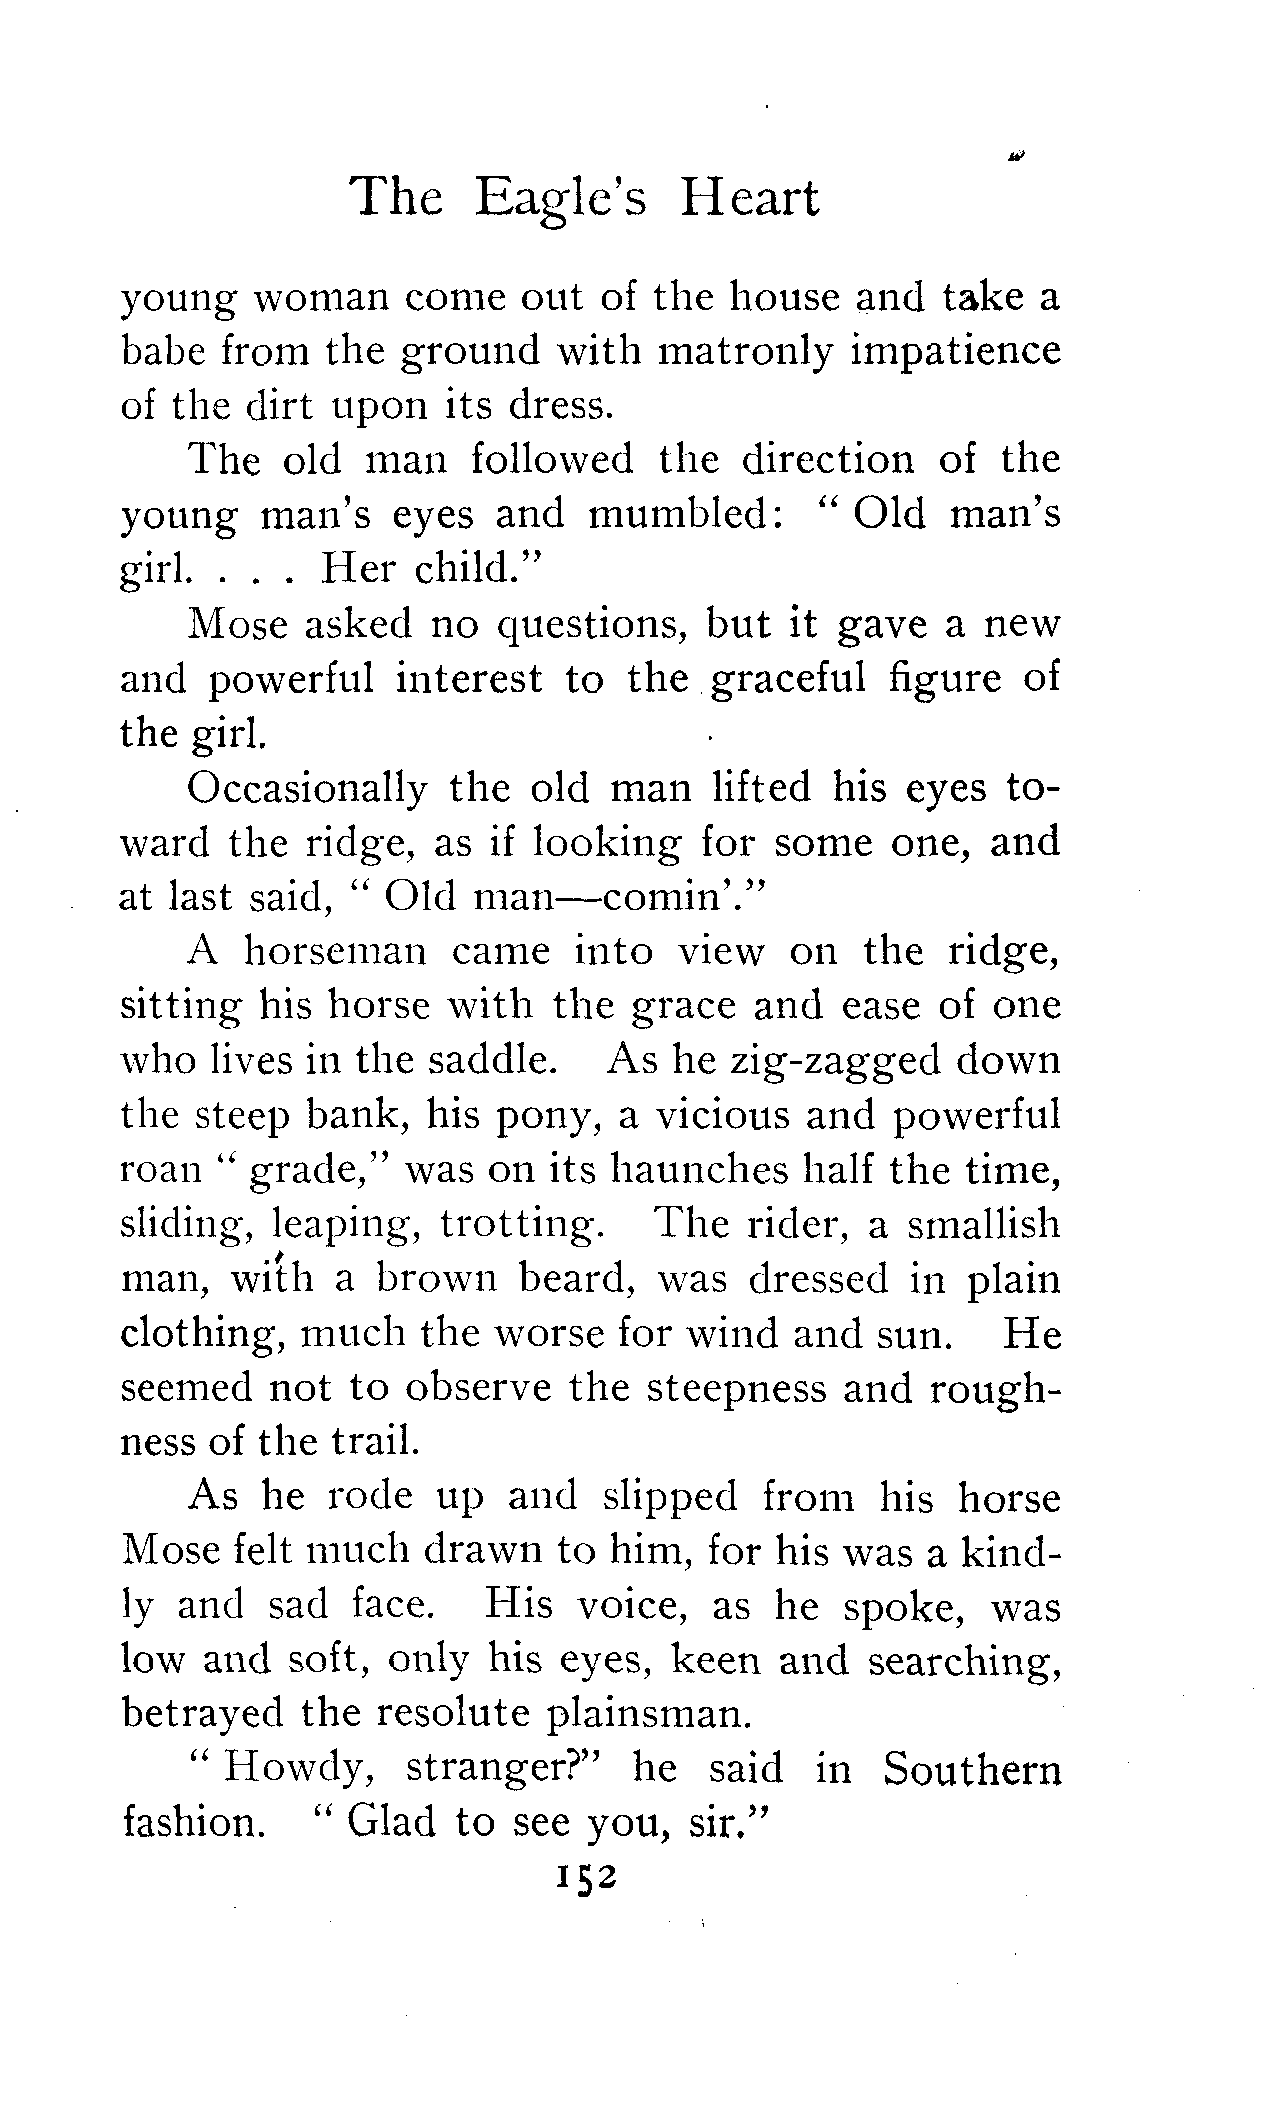 The Eagle's Heart
young woman come out of the house and take a
babe from the ground with matronly impatience
of the dirt upon its dress.
The old man followed the direction of the
young man's eyes and mumbled: " Old man's
girl. . . . Her child."
Mose asked no questions, but it gave a new
and powerful interest to the graceful figure of
the girl.
Occasionally the old man lifted his eyes to-
ward the ridge, as if looking for some one, and
at last said, " Old man—comin'."
A horseman came into view on the ridge,
sitting his horse with the grace and ease of one
who lives in the saddle. As he zig-zagged down
the steep bank, his pony, a vicious and powerful
roan " grade," was on its haunches half the time,
sliding, leaping, trotting. The rider, a smallish
man, with a brown beard, was dressed in plain
clothing, much the worse for wind and sun. He
seemed not to observe the steepness and rough-
ness of the trail.
As he rode up and slipped from his horse
Mose felt much drawn to him, for his was a kind-
ly and sad face. His voice, as he spoke, was
low and soft, only his eyes, keen and searching,
betrayed the resolute plainsman.
" Howdy, stranger?" he said in Southern
fashion. " Glad to see you, sir."
152